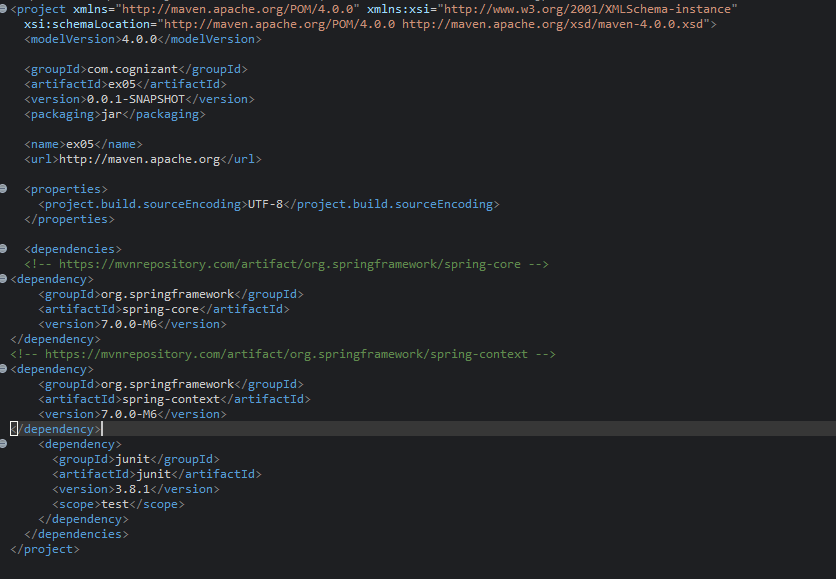 <project xmlns="http://maven.apache.org/POM/4.0.0" xmlns:xsi="http://www.w3.org/2001/XMLSchema-instance"
xsi:schemaLocation="http://maven.apache.org/POM/4.0.0 http://maven.apache.org/xsd/maven-4.0.0.xsd">
<modelVersion>4.0.0</modelVersion>
<groupId>com.cognizant</groupId>
<artifactId>ex05</artifactId>
<version>0.0.1-SNAPSHOT</version>
<packaging>jar</packaging>
<name>ex05</name>
<url>http://maven.apache.org</url>
<properties>
<project.build.sourceEncoding>UTF-8</project.build.sourceEncoding>
</properties>
<dependencies>
<!-- https://mvnrepository.com/artifact/org.springframework/spring-core -->
<dependency>
<groupId>org.springframework</groupId>
<artifactId>spring-core</artifactId>
<version>7.0.0-M6</version>
</dependency>
<!-- https://mvnrepository.com/artifact/org.springframework/spring-context -->
<dependency>
<groupId>org.springframework</groupId>
<artifactId>spring-context</artifactId>
<version>7.0.0-M6</version>
</dependency>
<dependency>
<groupId>junit</groupId>
<artifactId>junit</artifactId>
<version>3.8.1</version>
<scope>test</scope>
</dependency>
</dependencies>
</project>